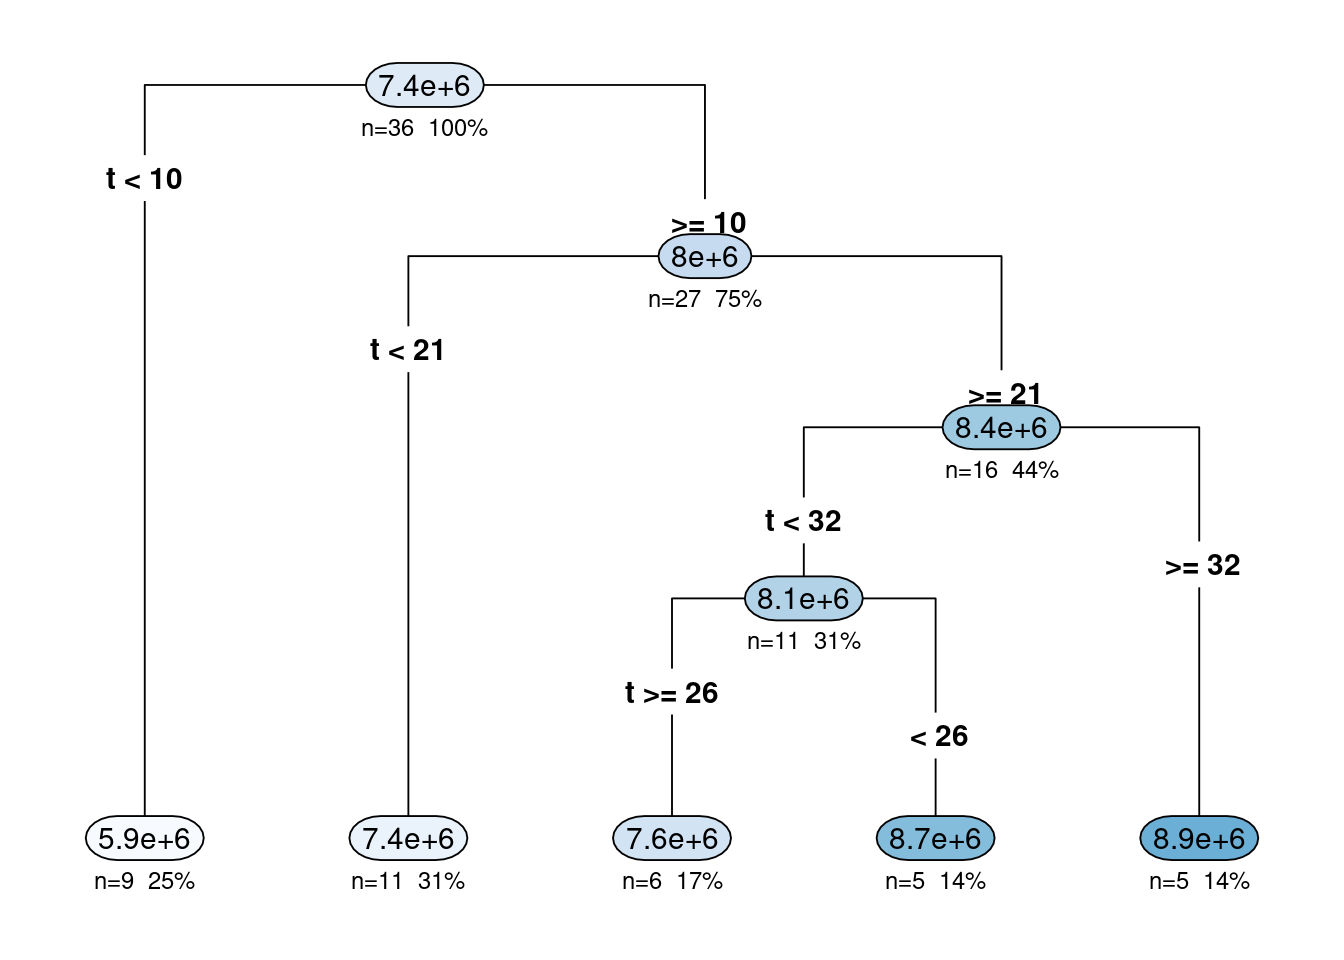 7.4e+6
n=36 100%
t < 10
>= 10
8e+6
n=27 75%
t < 21
>= 21
8.4e+6
n=16 44%
t < 32
>= 32
8.1e+6
n=11 31%
t >= 26
< 26
5.9e+6
n=9 25%
7.4e+6
n=11 31%
7.6e+6
n=6 17%
8.7e+6
n=5 14%
8.9e+6
n=5 14%